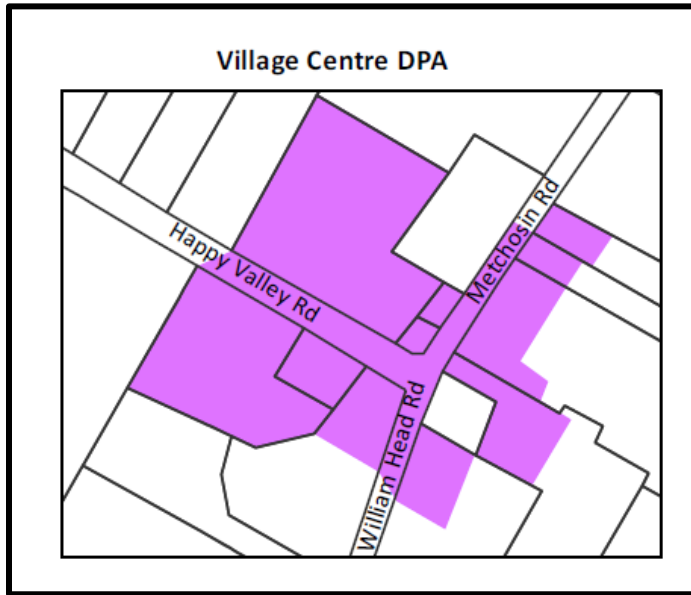 Village Centre DPA
Happy Valley Rd
Metchosin Rd
William Head Rd